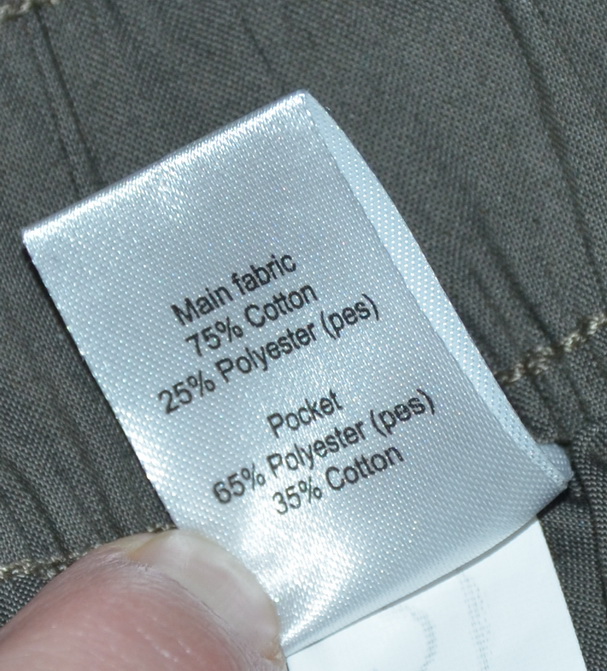 Main fabric
75% Cotton
25% Polyester (pes)
Pocket
65% Polyester (pes)
35% Cotton